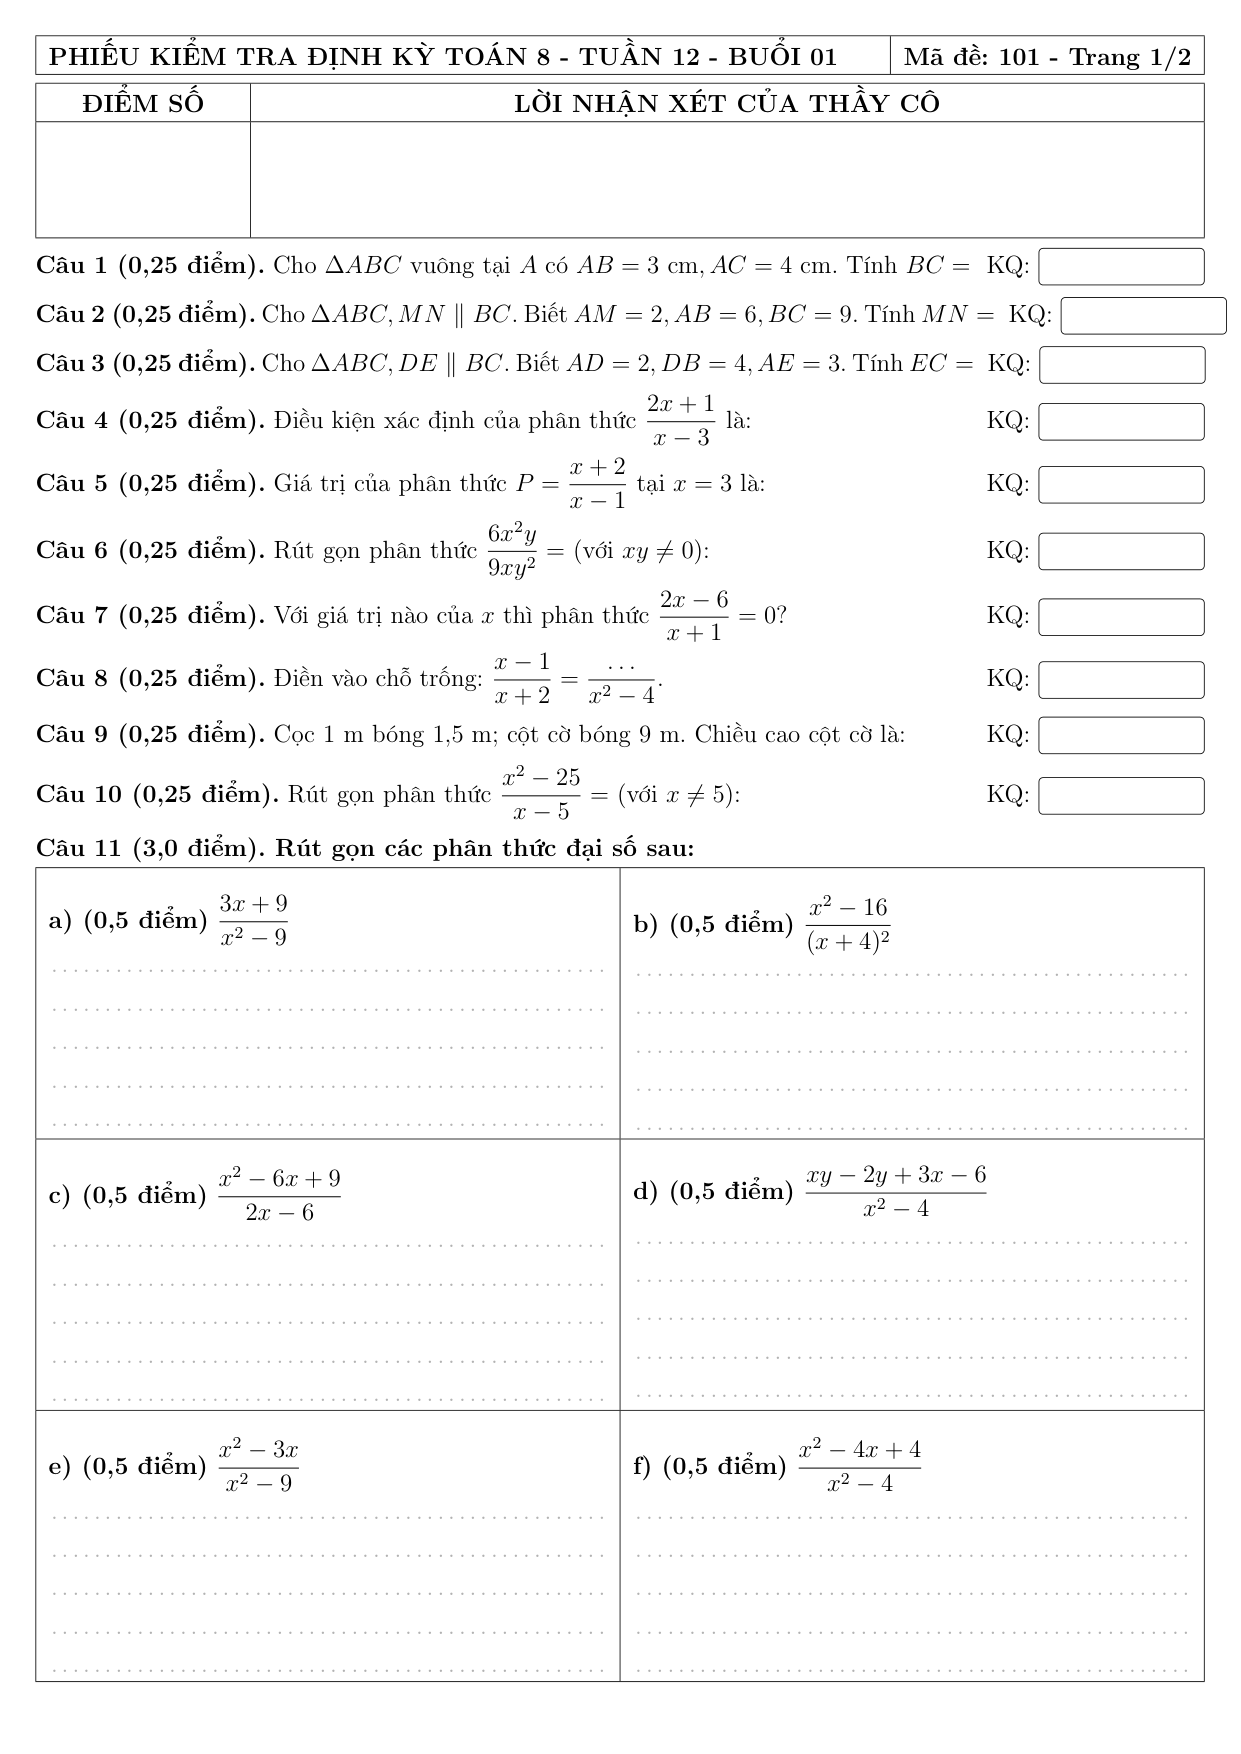 PHIẾU KIỂM TRA ĐỊNH KỲ TOÁN 8 - TUẦN 12 - BUỔI 01 Mã đề: 101 - Trang 1/2
ĐIỂM SỐ LỜI NHẬN XÉT CỦA THẦY CÔ
Câu 1 (0,25 điểm). Cho ΔABC vuông tại A có AB = 3 cm, AC = 4 cm. Tính BC = KQ:
Câu 2 (0,25 điểm). Cho ΔABC, MN ∥ BC. Biết AM = 2, AB = 6, BC = 9. Tính MN = KQ:
Câu 3 (0,25 điểm). Cho ΔABC, DE ∥ BC. Biết AD = 2, DB = 4, AE = 3. Tính EC = KQ:
Câu 4 (0,25 điểm). Điều kiện xác định của phân thức \frac{2x + 1}{x − 3} là: KQ:
Câu 5 (0,25 điểm). Giá trị của phân thức P = \frac{x + 2}{x − 1} tại x = 3 là: KQ:
Câu 6 (0,25 điểm). Rút gọn phân thức \frac{6x²y}{9xy²} = (với xy ≠ 0): KQ:
Câu 7 (0,25 điểm). Với giá trị nào của x thì phân thức \frac{2x − 6}{x + 1} = 0? KQ:
Câu 8 (0,25 điểm). Điền vào chỗ trống: \frac{x − 1}{x + 2} = \frac{...}{x² − 4}. KQ:
Câu 9 (0,25 điểm). Cọc 1 m bóng 1,5 m; cột cờ bóng 9 m. Chiều cao cột cờ là: KQ:
Câu 10 (0,25 điểm). Rút gọn phân thức \frac{x² − 25}{x − 5} = (với x ≠ 5): KQ:
Câu 11 (3,0 điểm). Rút gọn các phân thức đại số sau:
a) (0,5 điểm) \frac{3x + 9}{x² − 9}
b) (0,5 điểm) \frac{x² − 16}{(x + 4)²}
c) (0,5 điểm) \frac{x² − 6x + 9}{2x − 6}
d) (0,5 điểm) \frac{xy − 2y + 3x − 6}{x² − 4}
e) (0,5 điểm) \frac{x² − 3x}{x² − 9}
f) (0,5 điểm) \frac{x² − 4x + 4}{x² − 4}